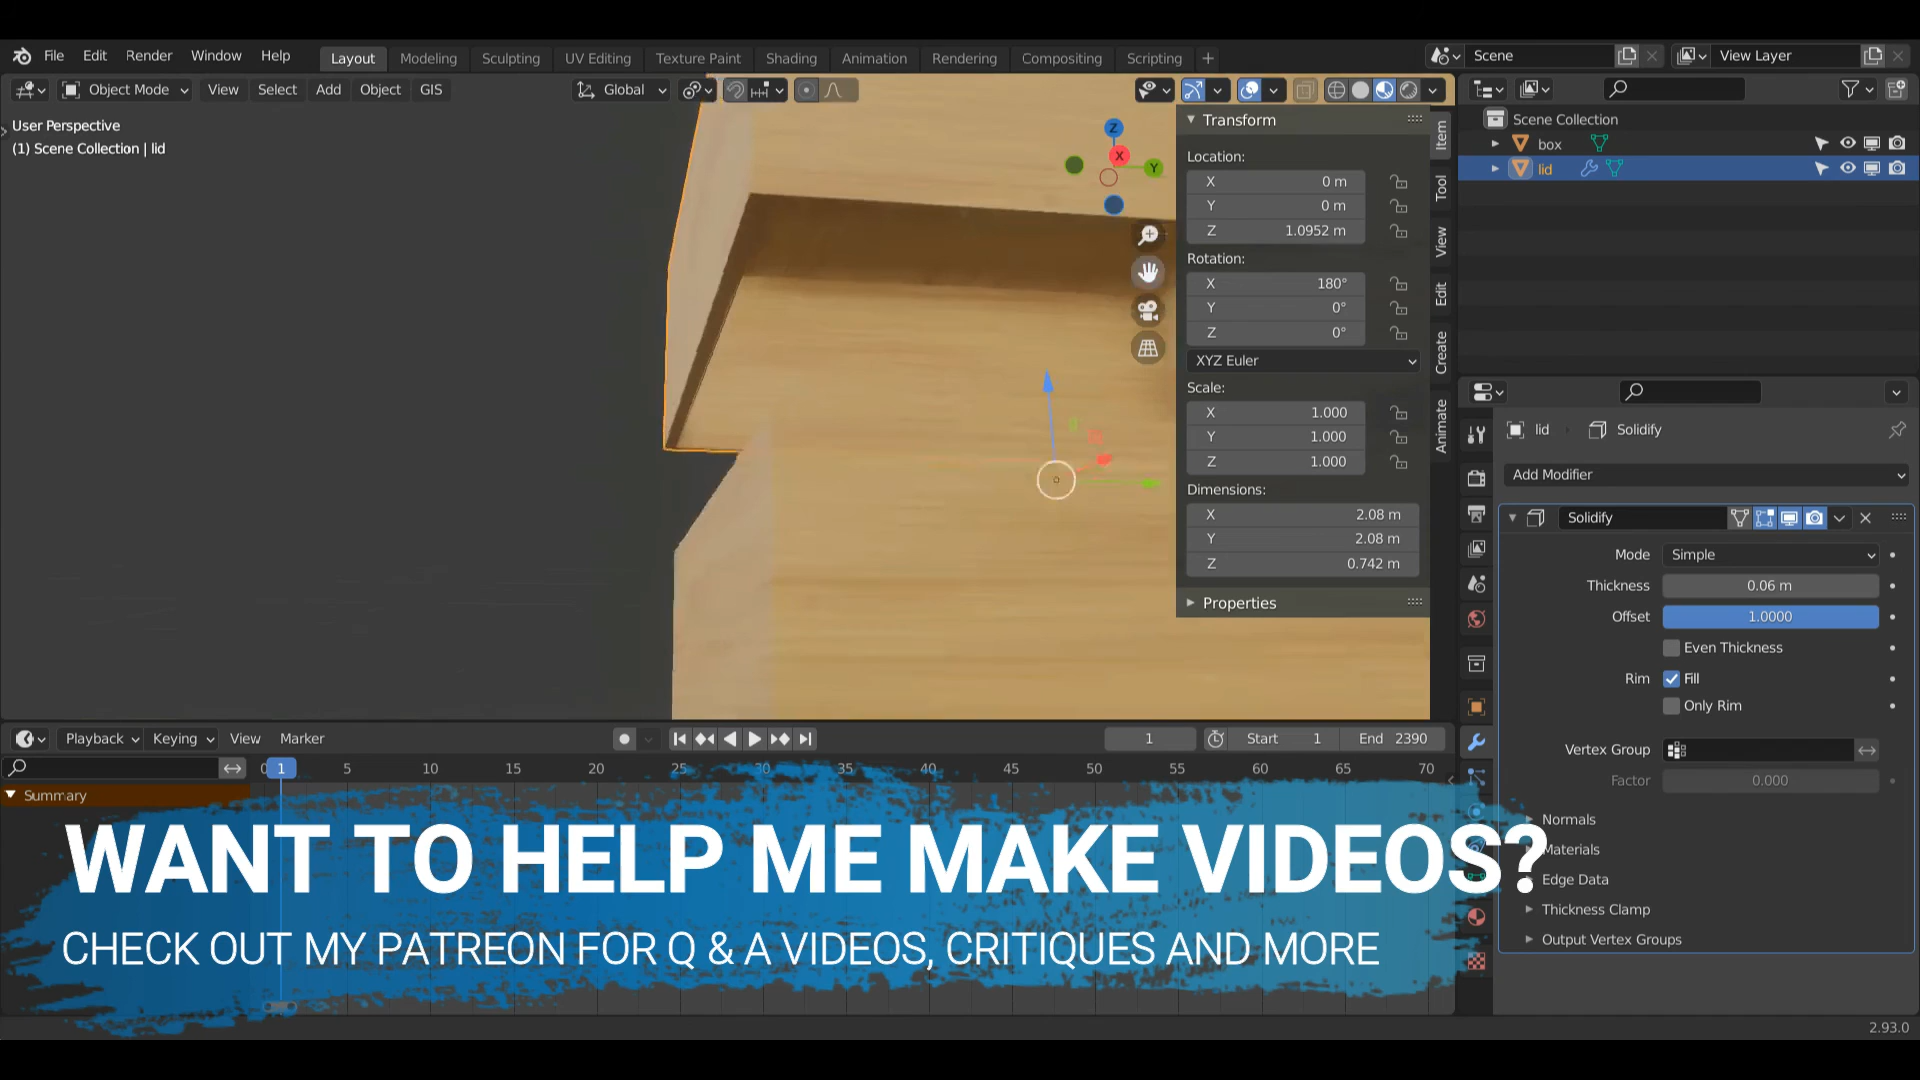 File Edit Render Window Help Layout Modeling Sculpting UV Editing Texture Paint Shading Animation Rendering Compositing Scripting + Scene View Layer
Object Mode View Select Add Object GIS Global
User Perspective
(1) Scene Collection | lid
Z
X
Y
Transform
Location:
X 0 m
Y 0 m
Z 1.0952 m
Rotation:
X 180°
Y 0°
Z 0°
XYZ Euler
Scale:
X 1.000
Y 1.000
Z 1.000
Dimensions:
X 2.08 m
Y 2.08 m
Z 0.742 m
Properties
Item
Tool
View
Edit
Create
Animate
Scene Collection
box
lid
lid Solidify
Add Modifier
Solidify
Mode Simple
Thickness 0.06 m
Offset 1.0000
Even Thickness
Rim Fill
Only Rim
Vertex Group
Factor 0.000
Normals
Materials
Edge Data
Thickness Clamp
Output Vertex Groups
Playback Keying View Marker 1 Start 1 End 2390
0 1 5 10 15 20 25 30 35 40 45 50 55 60 65 70
Summary
WANT TO HELP ME MAKE VIDEOS?
CHECK OUT MY PATREON FOR Q & A VIDEOS, CRITIQUES AND MORE
2.93.0